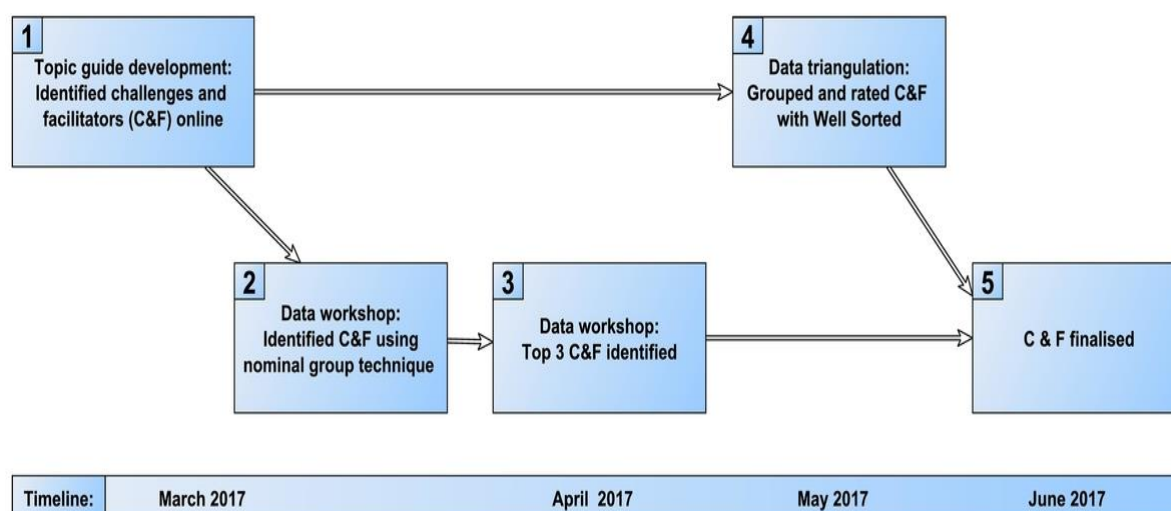 1
Topic guide development:
Identified challenges and
facilitators (C&F) online
4
Data triangulation:
Grouped and rated C&F
with Well Sorted
2
Data workshop:
Identified C&F using
nominal group technique
3
Data workshop:
Top 3 C&F identified
5
C & F finalised
Timeline: March 2017 April 2017 May 2017 June 2017